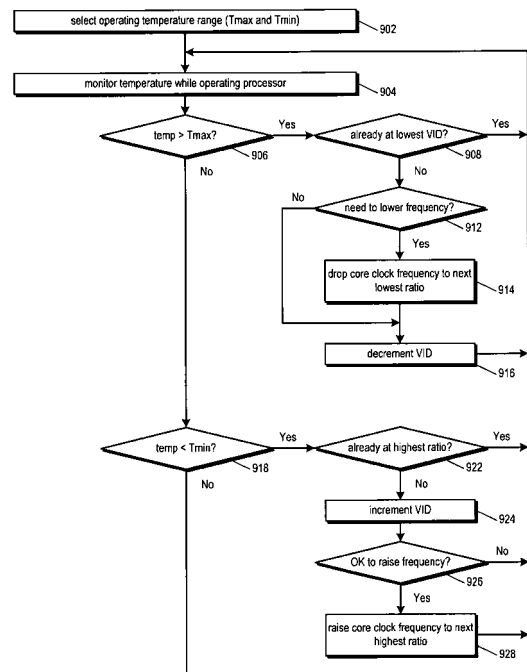 select operating temperature range (Tmax and Tmin)
902
monitor temperature while operating processor
904
temp > Tmax?
906
Yes
No
already at lowest VID?
908
Yes
No
need to lower frequency?
912
No
Yes
drop core clock frequency to next
lowest ratio
914
decrement VID
916
temp < Tmin?
918
Yes
No
already at highest ratio?
922
Yes
No
increment VID
924
OK to raise frequency?
926
No
Yes
raise core clock frequency to next
highest ratio
928